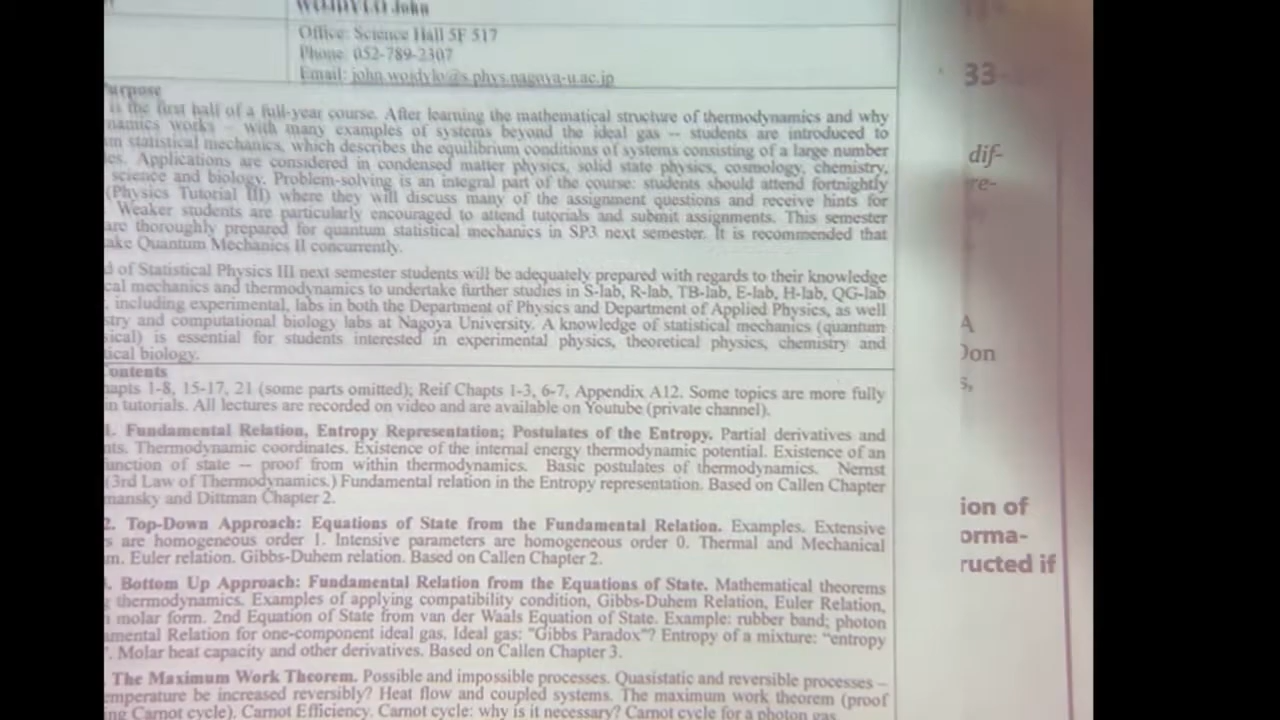 WOJDYLO John
Office: Science Hall 5F 517
Phone: 052-789-2307
Email: john.wojdylo@s.phys.nagoya-u.ac.jp
urpose
is the first half of a full-year course. After learning the mathematical structure of thermodynamics and why
namics works – with many examples of systems beyond the ideal gas – students are introduced to
m statistical mechanics, which describes the equilibrium conditions of systems consisting of a large number
es. Applications are considered in condensed matter physics, solid state physics, cosmology, chemistry,
science and biology. Problem-solving is an integral part of the course: students should attend fortnightly
(Physics Tutorial III) where they will discuss many of the assignment questions and receive hints for
. Weaker students are particularly encouraged to attend tutorials and submit assignments. This semester
are thoroughly prepared for quantum statistical mechanics in SP3 next semester. It is recommended that
ake Quantum Mechanics II concurrently.
d of Statistical Physics III next semester students will be adequately prepared with regards to their knowledge
cal mechanics and thermodynamics to undertake further studies in S-lab, R-lab, TB-lab, E-lab, H-lab, QG-lab
, including experimental, labs in both the Department of Physics and Department of Applied Physics, as well
stry and computational biology labs at Nagoya University. A knowledge of statistical mechanics (quantum
sical) is essential for students interested in experimental physics, theoretical physics, chemistry and
ical biology.
ontents
apts 1-8, 15-17, 21 (some parts omitted); Reif Chapts 1-3, 6-7, Appendix A12. Some topics are more fully
in tutorials. All lectures are recorded on video and are available on Youtube (private channel).
1. Fundamental Relation, Entropy Representation; Postulates of the Entropy. Partial derivatives and
nts. Thermodynamic coordinates. Existence of the internal energy thermodynamic potential. Existence of an
unction of state – proof from within thermodynamics. Basic postulates of thermodynamics. Nernst
(3rd Law of Thermodynamics.) Fundamental relation in the Entropy representation. Based on Callen Chapter
mansky and Dittman Chapter 2.
2. Top-Down Approach: Equations of State from the Fundamental Relation. Examples. Extensive
s are homogeneous order 1. Intensive parameters are homogeneous order 0. Thermal and Mechanical
m. Euler relation. Gibbs-Duhem relation. Based on Callen Chapter 2.
. Bottom Up Approach: Fundamental Relation from the Equations of State. Mathematical theorems
thermodynamics. Examples of applying compatibility condition, Gibbs-Duhem Relation, Euler Relation,
molar form. 2nd Equation of State from van der Waals Equation of State. Example: rubber band; photon
amental Relation for one-component ideal gas. Ideal gas: "Gibbs Paradox"? Entropy of a mixture: "entropy
". Molar heat capacity and other derivatives. Based on Callen Chapter 3.
The Maximum Work Theorem. Possible and impossible processes. Quasistatic and reversible processes –
emperature be increased reversibly? Heat flow and coupled systems. The maximum work theorem (proof
ing Carnot cycle). Carnot Efficiency. Carnot cycle: why is it necessary? Carnot cycle for a photon gas
33
dif-
re-
A
Don
s,
ion of
orma-
ructed if